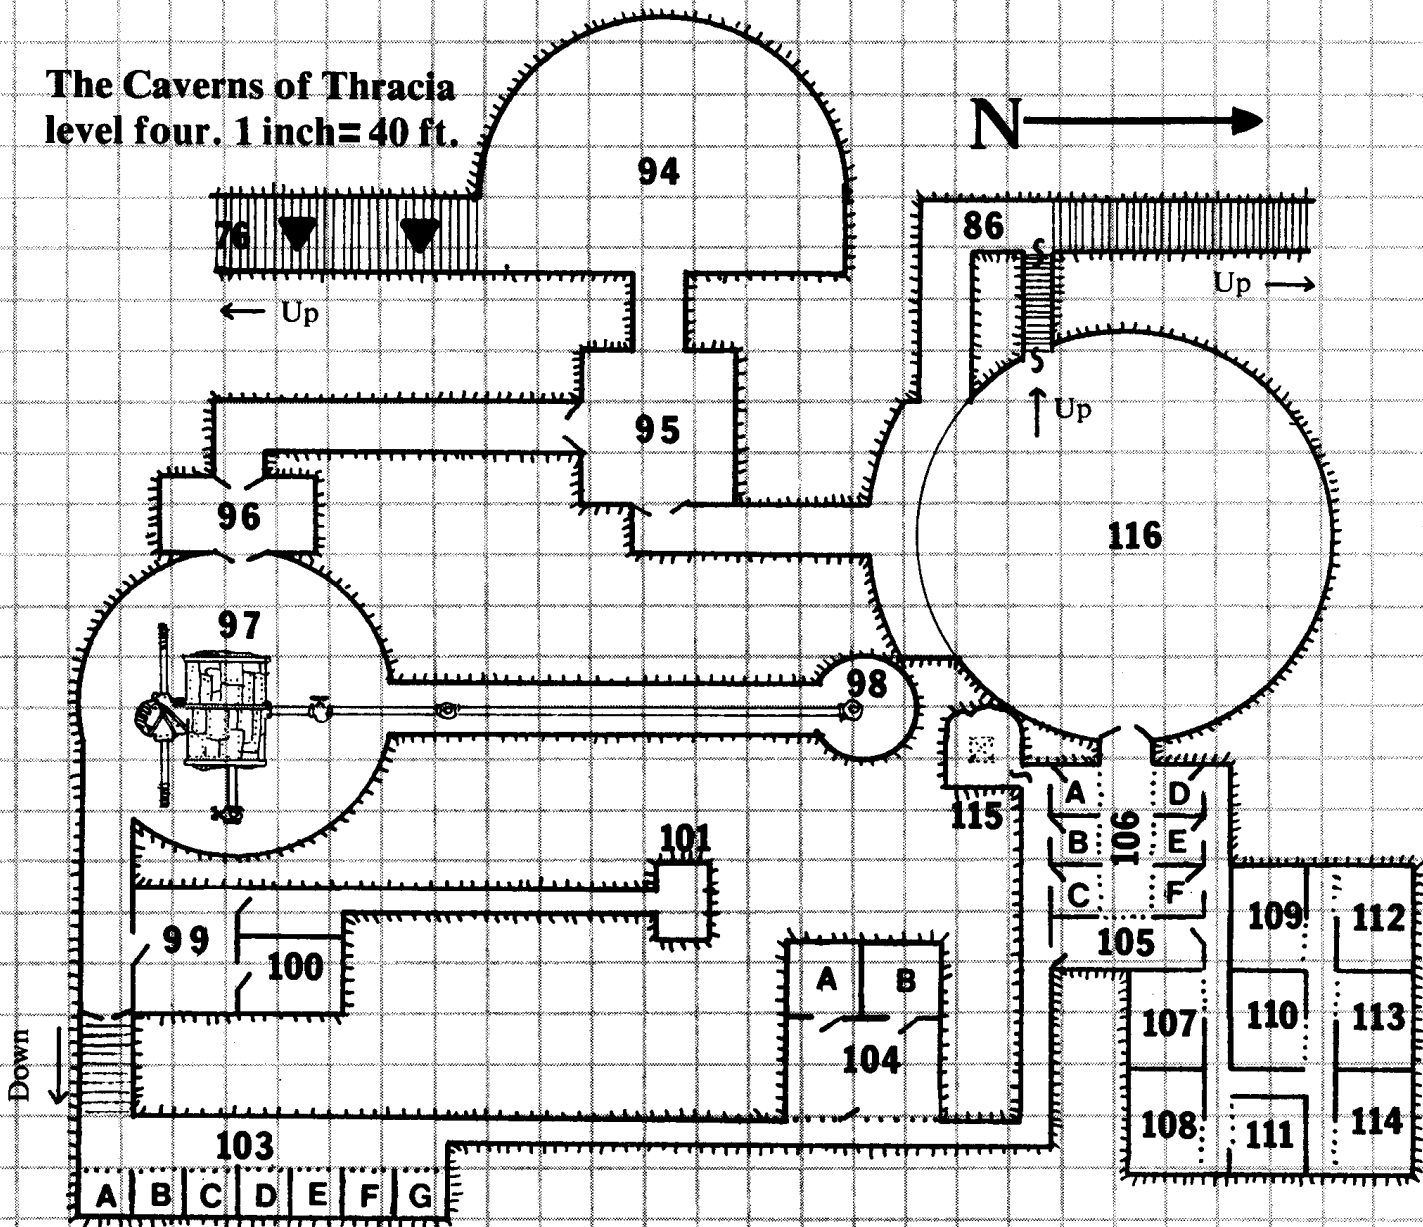 The Caverns of Thracia
level four. 1 inch= 40 ft.
N
94
76
86
S
Up
Up
S
Up
95
96
116
97
98
S
115
A
D
B
106
E
C
F
105
101
99
100
109
112
A
B
107
110
113
104
Down
108
111
114
103
A B C D E F G